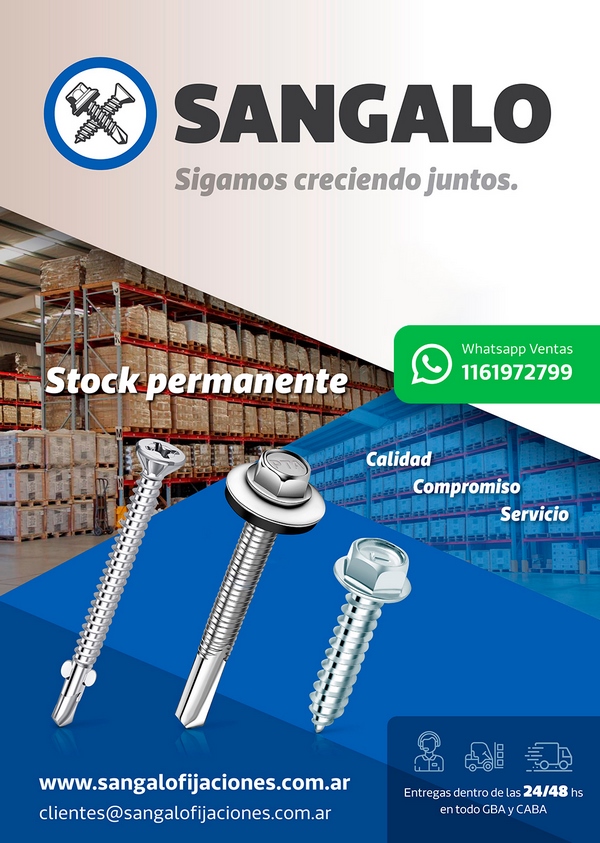 SANGALO
Sigamos creciendo juntos.
Whatsapp Ventas
1161972799
Stock permanente
Calidad
Compromiso
Servicio
www.sangalofijaciones.com.ar
clientes@sangalofijaciones.com.ar
Entregas dentro de las 24/48 hs
en todo GBA y CABA